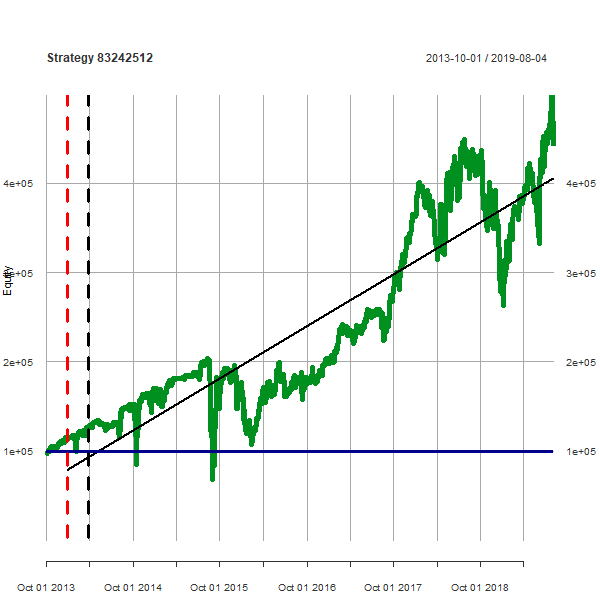 Strategy 83242512
2013-10-01 / 2019-08-04
4e+05
4e+05
3e+05
3e+05
Equity
2e+05
2e+05
1e+05
1e+05
Oct 01 2013
Oct 01 2014
Oct 01 2015
Oct 01 2016
Oct 01 2017
Oct 01 2018